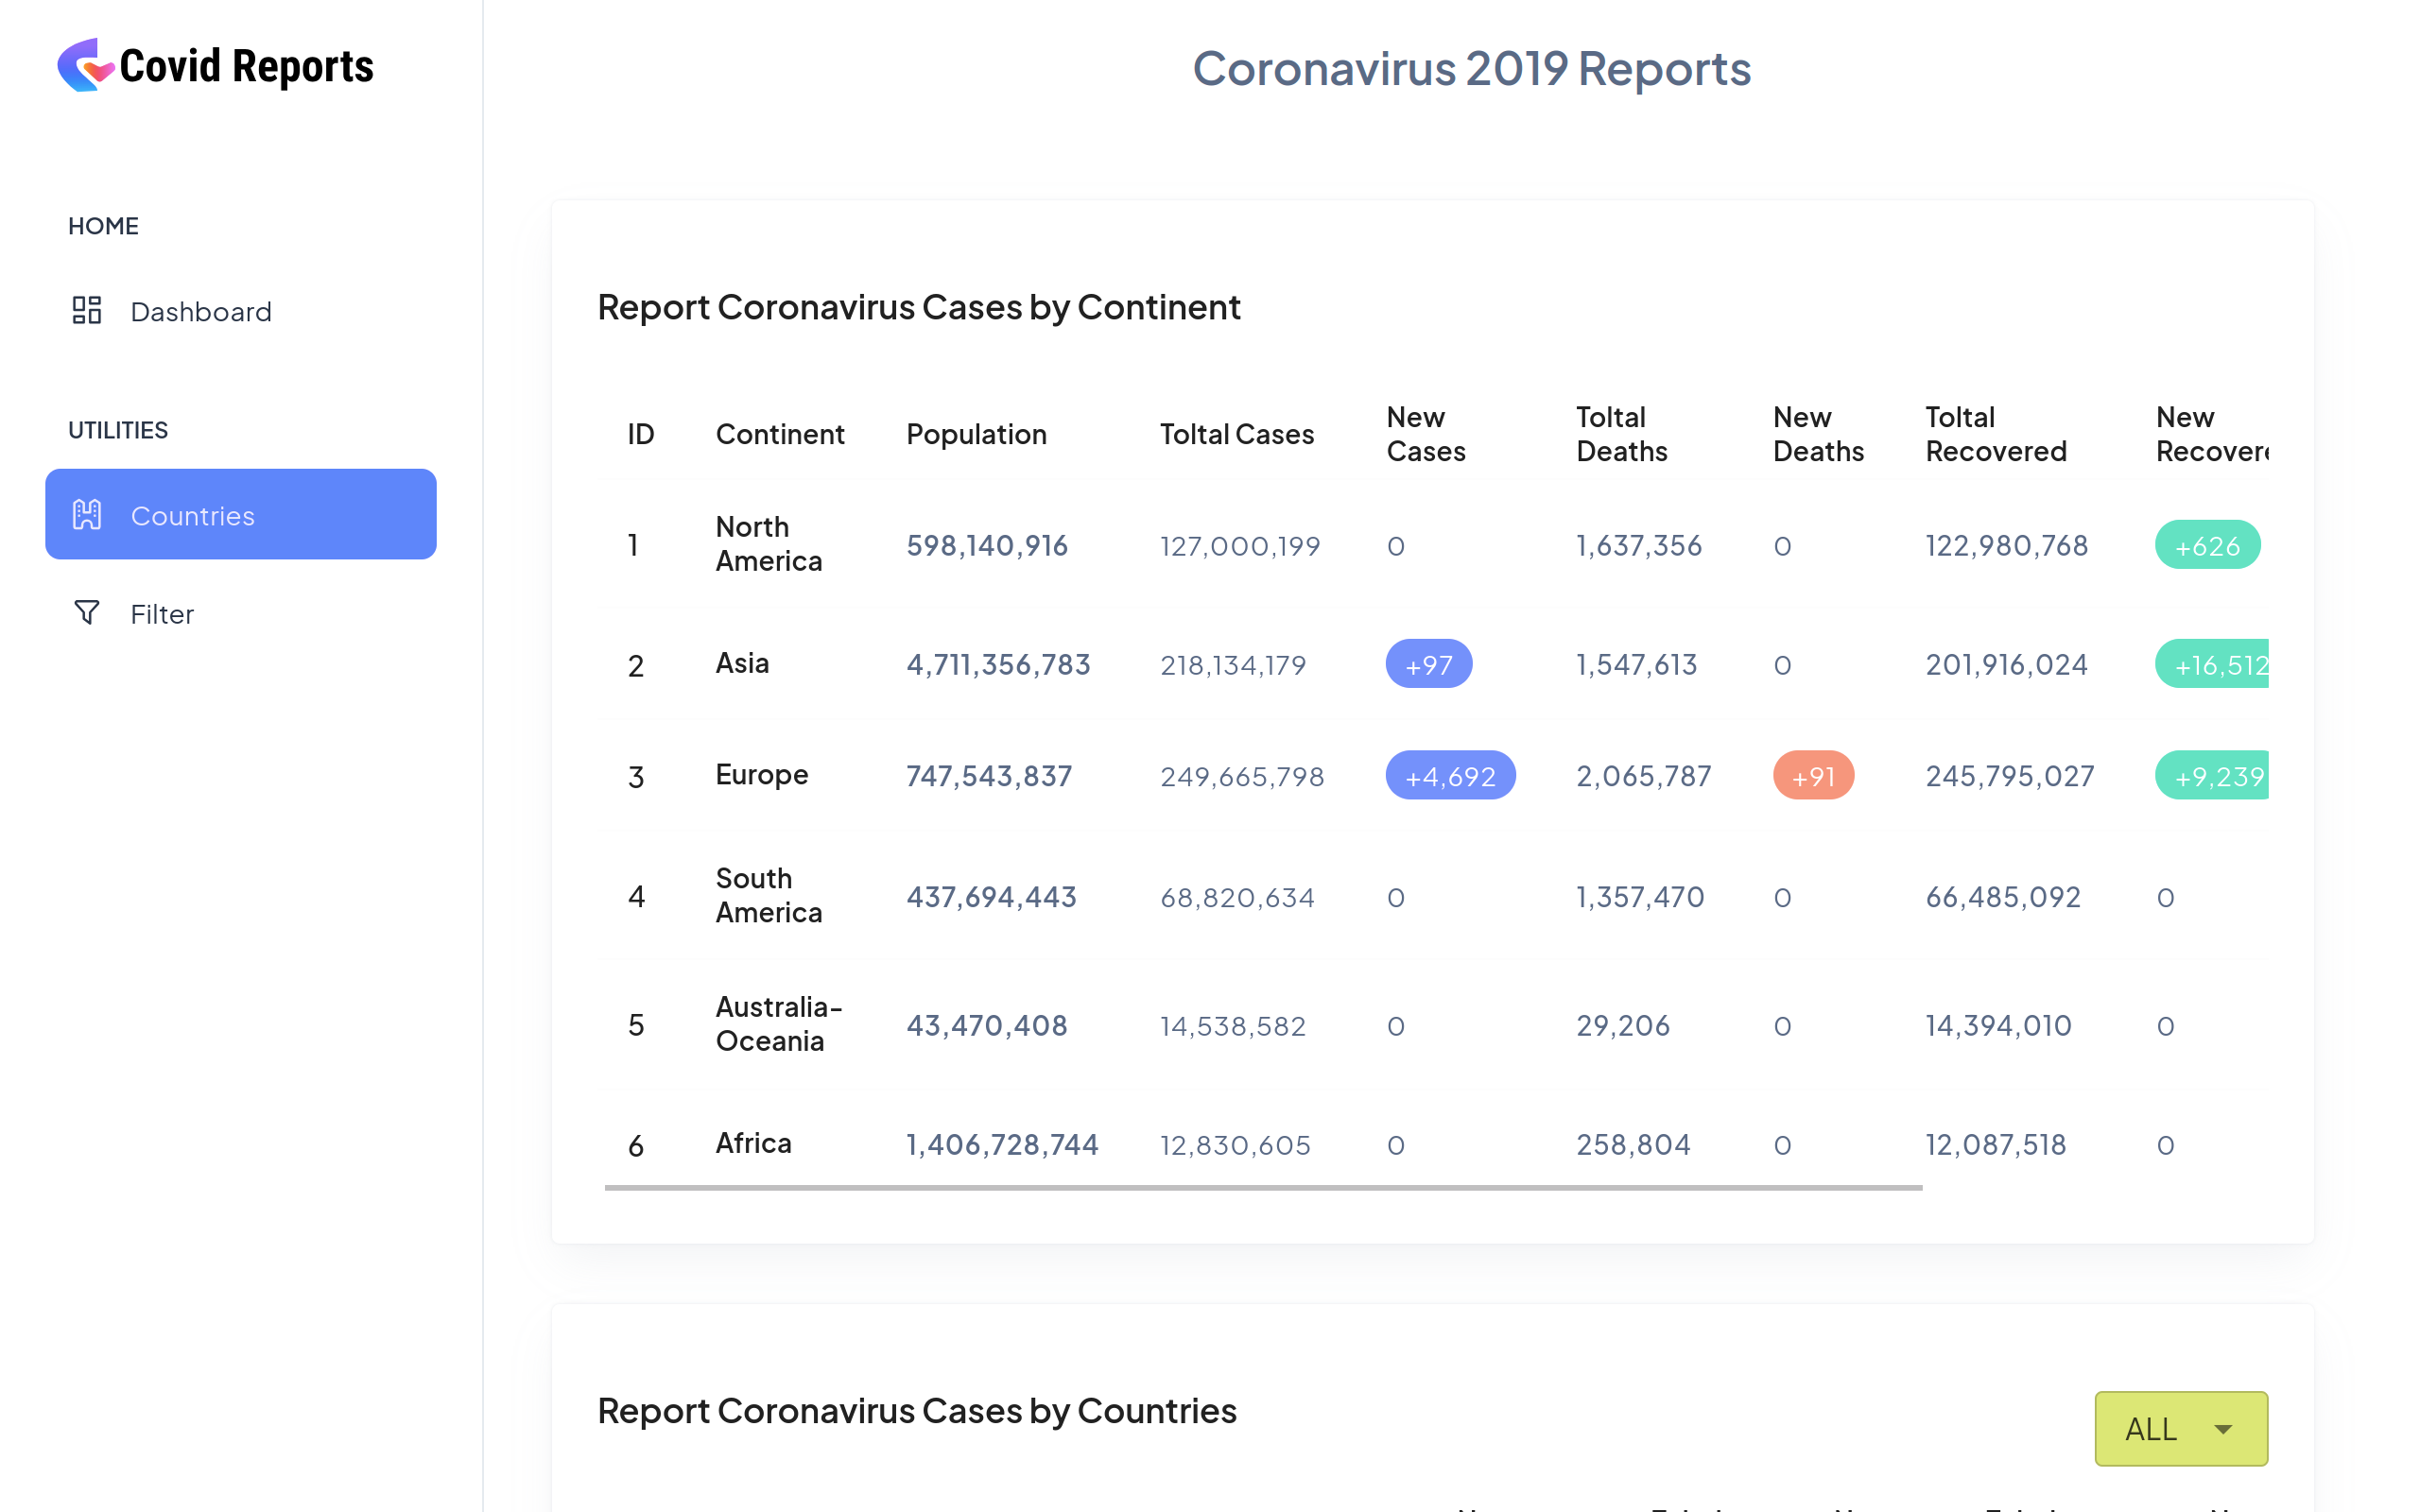 Covid Reports
Coronavirus 2019 Reports
HOME
Dashboard
UTILITIES
Countries
Filter
Report Coronavirus Cases by Continent
ID Continent Population Toltal Cases New Cases Toltal Deaths New Deaths Toltal Recovered New
1 North America 598,140,916 127,000,199 0 1,637,356 0 122,980,768 +626
2 Asia 4,711,356,783 218,134,179 +97 1,547,613 0 201,916,024 +16,512
3 Europe 747,543,837 249,665,798 +4,692 2,065,787 +91 245,795,027 +9,239
4 South America 437,694,443 68,820,634 0 1,357,470 0 66,485,092 0
5 Australia-Oceania 43,470,408 14,538,582 0 29,206 0 14,394,010 0
6 Africa 1,406,728,744 12,830,605 0 258,804 0 12,087,518 0
Report Coronavirus Cases by Countries
ALL